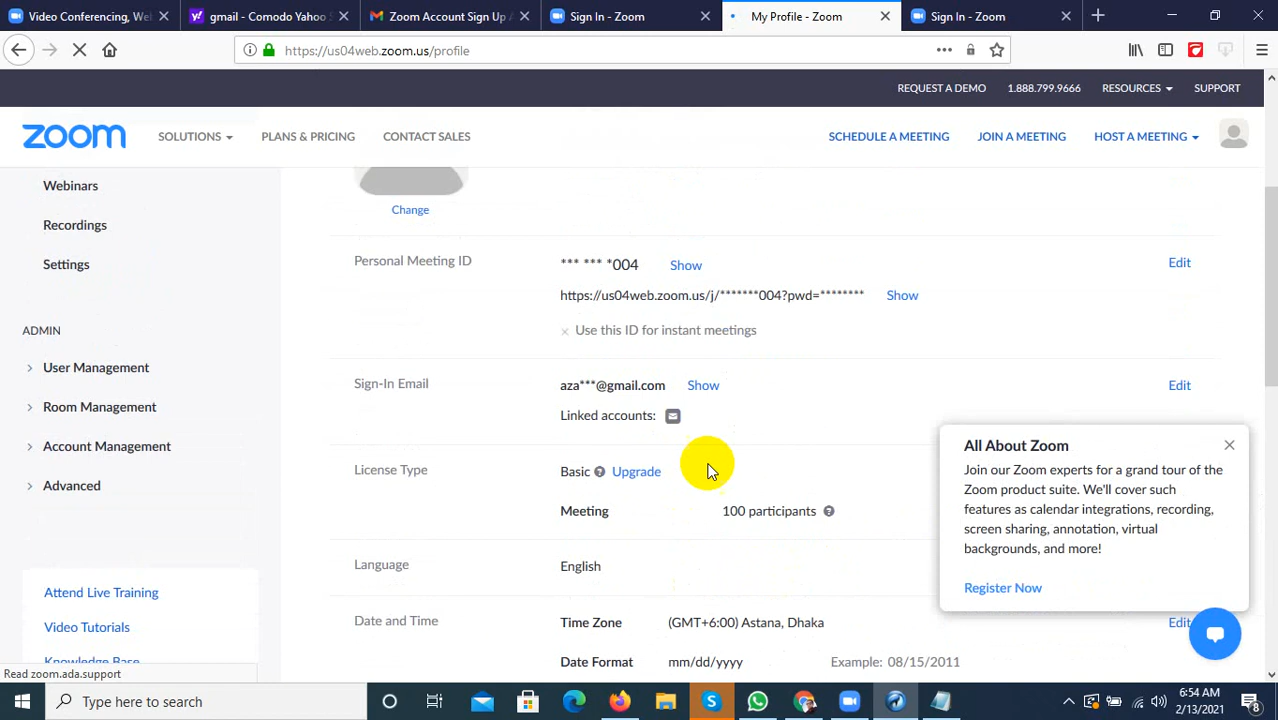 Video Conferencing, We
gmail - Comodo Yahoo S
Zoom Account Sign Up A
Sign In - Zoom
My Profile - Zoom
Sign In - Zoom
https://us04web.zoom.us/profile
REQUEST A DEMO 1.888.799.9666 RESOURCES SUPPORT
zoom SOLUTIONS PLANS & PRICING CONTACT SALES SCHEDULE A MEETING JOIN A MEETING HOST A MEETING
Webinars
Recordings
Settings
ADMIN
User Management
Room Management
Account Management
Advanced
Attend Live Training
Video Tutorials
Knowledge Base
Change
Personal Meeting ID *** *** *004 Show Edit
https://us04web.zoom.us/j/*******004?pwd=******** Show
Use this ID for instant meetings
Sign-In Email aza***@gmail.com Show Edit
Linked accounts:
License Type Basic Upgrade
Meeting 100 participants
Language English
Date and Time Time Zone (GMT+6:00) Astana, Dhaka Edit
Date Format mm/dd/yyyy Example: 08/15/2011
All About Zoom
Join our Zoom experts for a grand tour of the
Zoom product suite. We'll cover such
features as calendar integrations, recording,
screen sharing, annotation, virtual
backgrounds, and more!
Register Now
Read zoom.ada.support
Type here to search
6:54 AM
2/13/2021
8